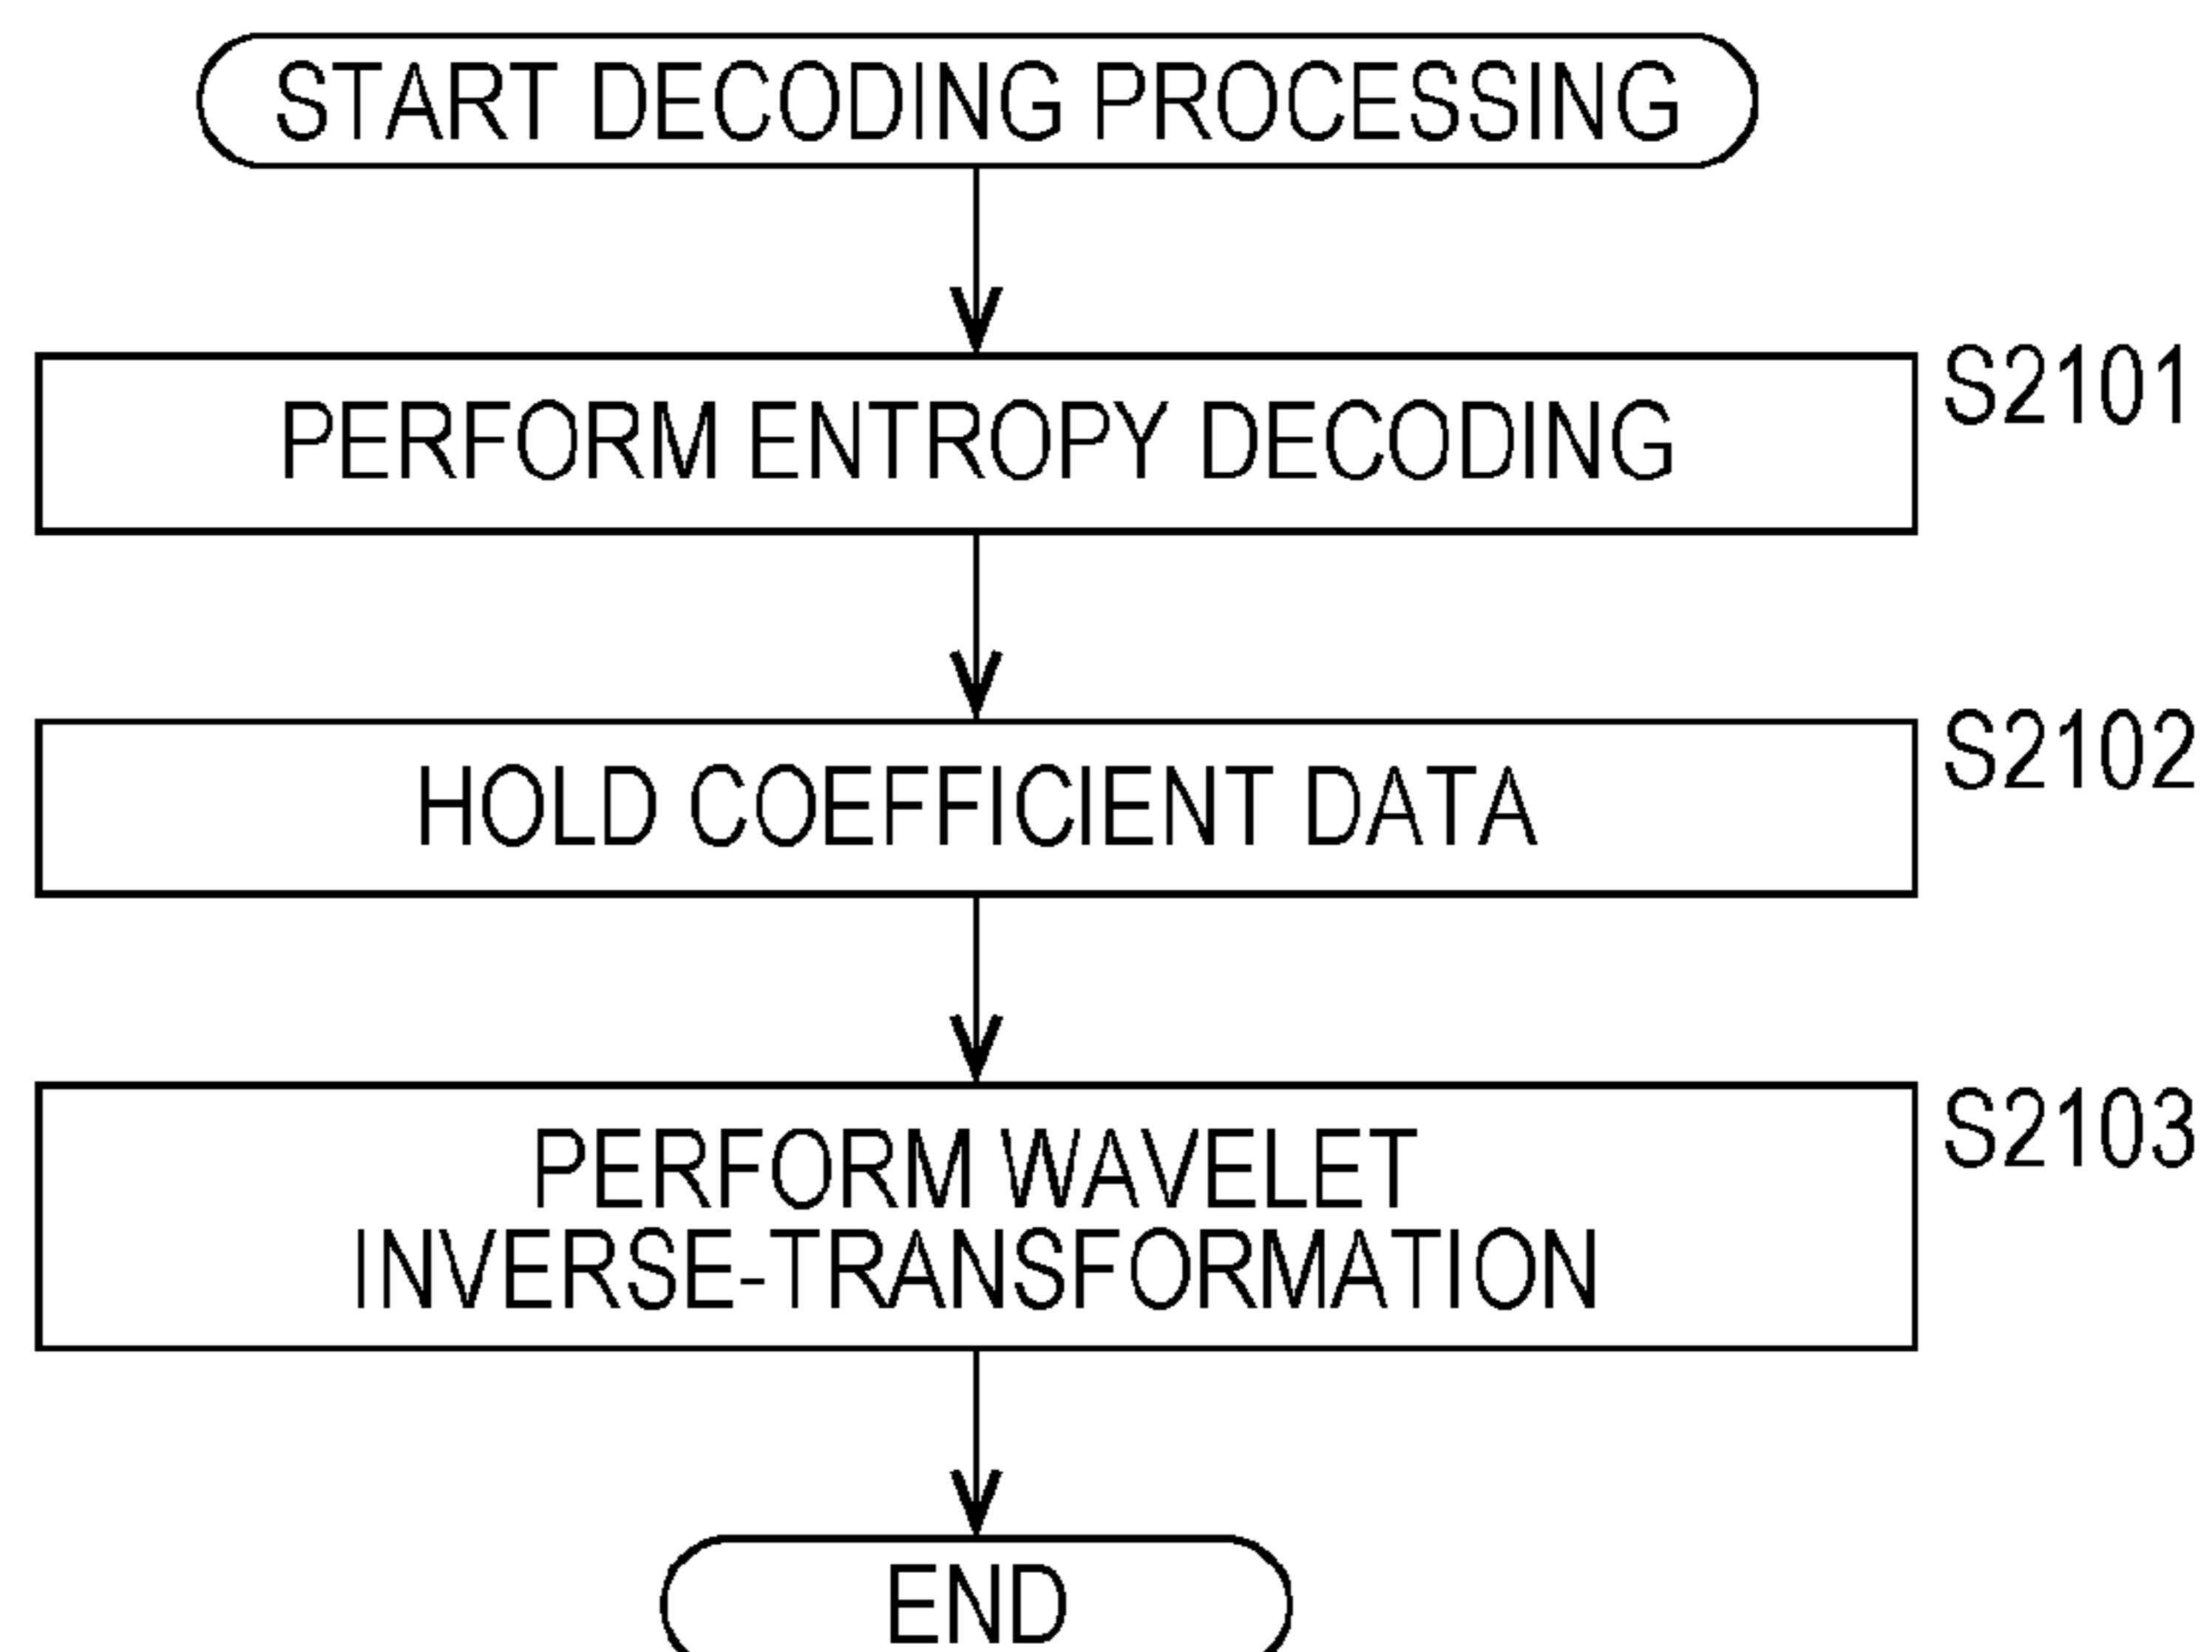 START DECODING PROCESSING
PERFORM ENTROPY DECODING
S2101
HOLD COEFFICIENT DATA
S2102
PERFORM WAVELET
INVERSE-TRANSFORMATION
S2103
END